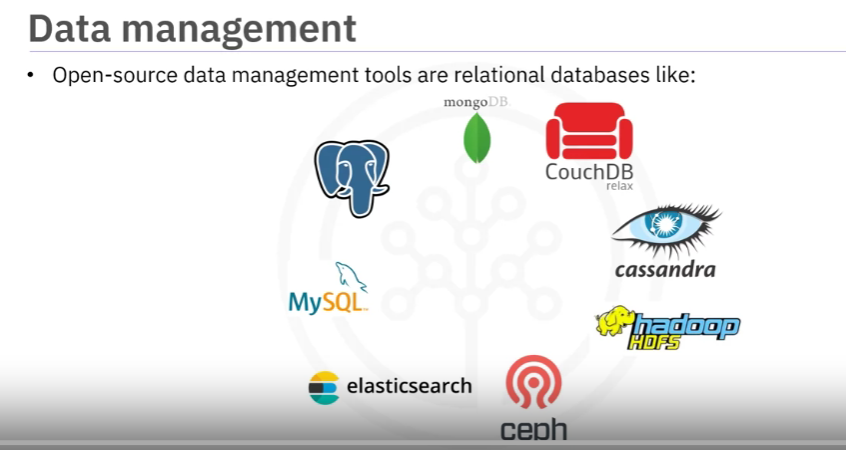 Data management
• Open-source data management tools are relational databases like:
mongoDB
CouchDB
relax
cassandra
MySQL
hadoop
HDFS
elasticsearch
ceph